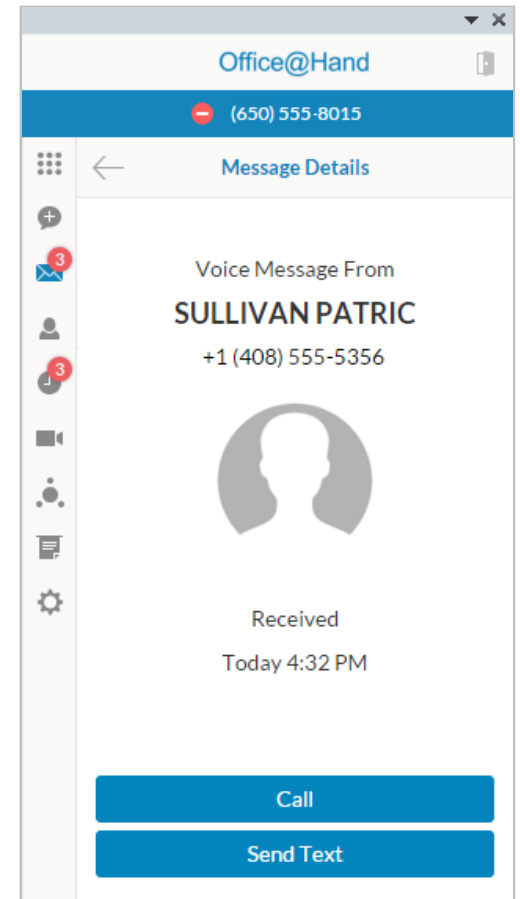 Office@Hand
(650) 555-8015
Message Details
3
Voice Message From
SULLIVAN PATRIC
+1 (408) 555-5356
3
Received
Today 4:32 PM
Call
Send Text